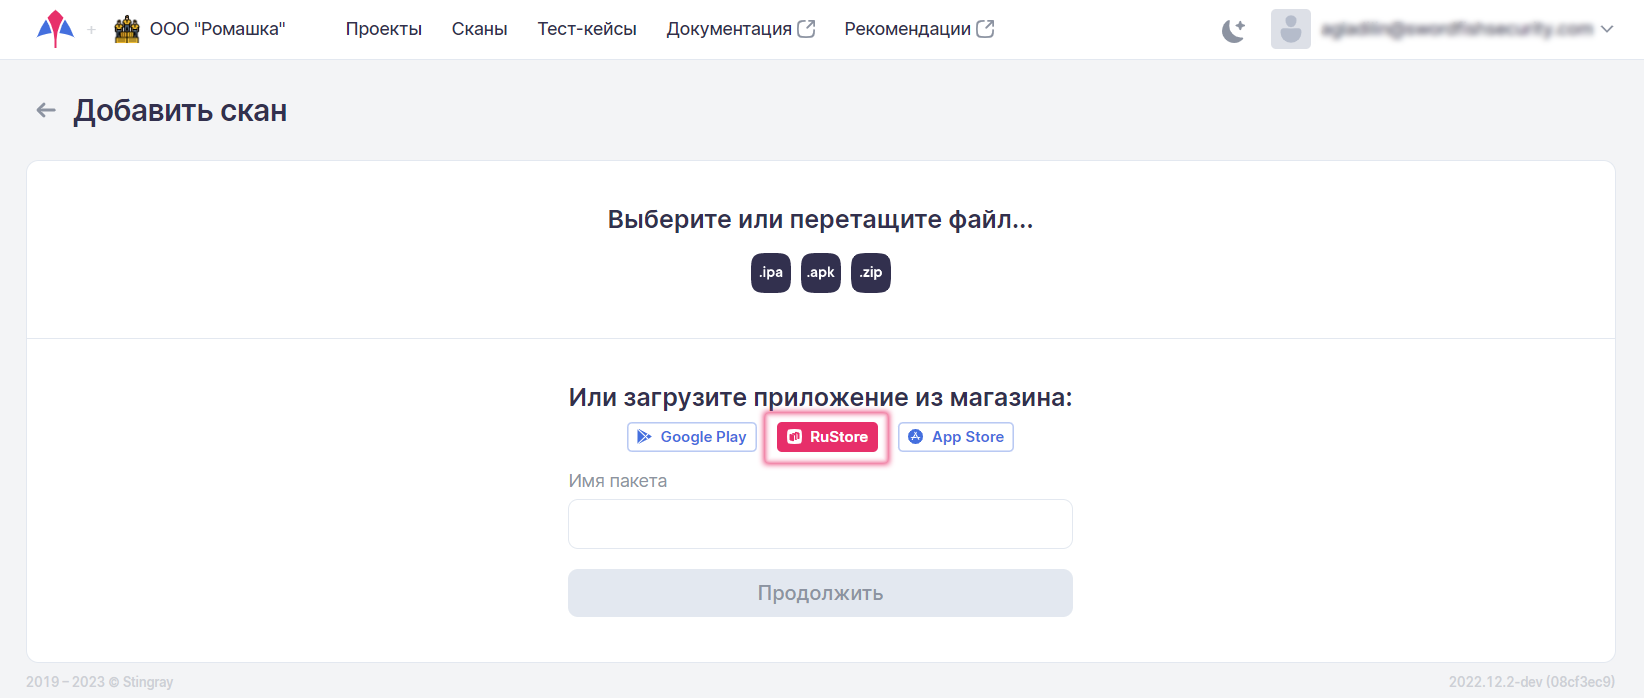 ООО "Ромашка" Проекты Сканы Тест-кейсы Документация Рекомендации
Добавить скан
Выберите или перетащите файл...
.ipa .apk .zip
Или загрузите приложение из магазина:
Google Play RuStore App Store
Имя пакета
Продолжить
2019 – 2023 © Stingray 2022.12.2-dev (08cf3ec9)